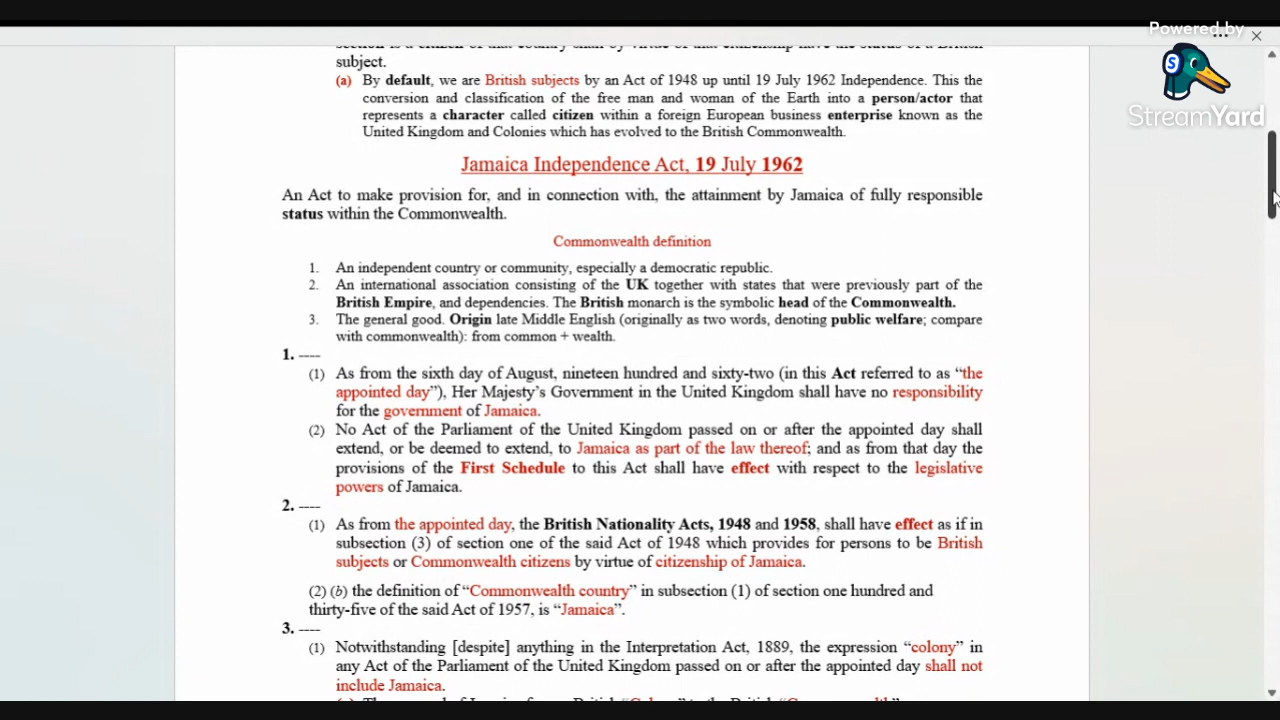 Powered by
StreamYard
section is a citizen of that country shall by virtue of that citizenship have the status of a British
subject.
(a) By default, we are British subjects by an Act of 1948 up until 19 July 1962 Independence. This the
conversion and classification of the free man and woman of the Earth into a person/actor that
represents a character called citizen within a foreign European business enterprise known as the
United Kingdom and Colonies which has evolved to the British Commonwealth.
Jamaica Independence Act, 19 July 1962
An Act to make provision for, and in connection with, the attainment by Jamaica of fully responsible
status within the Commonwealth.
Commonwealth definition
1. An independent country or community, especially a democratic republic.
2. An international association consisting of the UK together with states that were previously part of the
British Empire, and dependencies. The British monarch is the symbolic head of the Commonwealth.
3. The general good. Origin late Middle English (originally as two words, denoting public welfare; compare
with commonwealth): from common + wealth.
1. ----
(1) As from the sixth day of August, nineteen hundred and sixty-two (in this Act referred to as “the
appointed day”), Her Majesty’s Government in the United Kingdom shall have no responsibility
for the government of Jamaica.
(2) No Act of the Parliament of the United Kingdom passed on or after the appointed day shall
extend, or be deemed to extend, to Jamaica as part of the law thereof; and as from that day the
provisions of the First Schedule to this Act shall have effect with respect to the legislative
powers of Jamaica.
2. ----
(1) As from the appointed day, the British Nationality Acts, 1948 and 1958, shall have effect as if in
subsection (3) of section one of the said Act of 1948 which provides for persons to be British
subjects or Commonwealth citizens by virtue of citizenship of Jamaica.
(2) (b) the definition of “Commonwealth country” in subsection (1) of section one hundred and
thirty-five of the said Act of 1957, is “Jamaica”.
3. ----
(1) Notwithstanding [despite] anything in the Interpretation Act, 1889, the expression “colony” in
any Act of the Parliament of the United Kingdom passed on or after the appointed day shall not
include Jamaica.